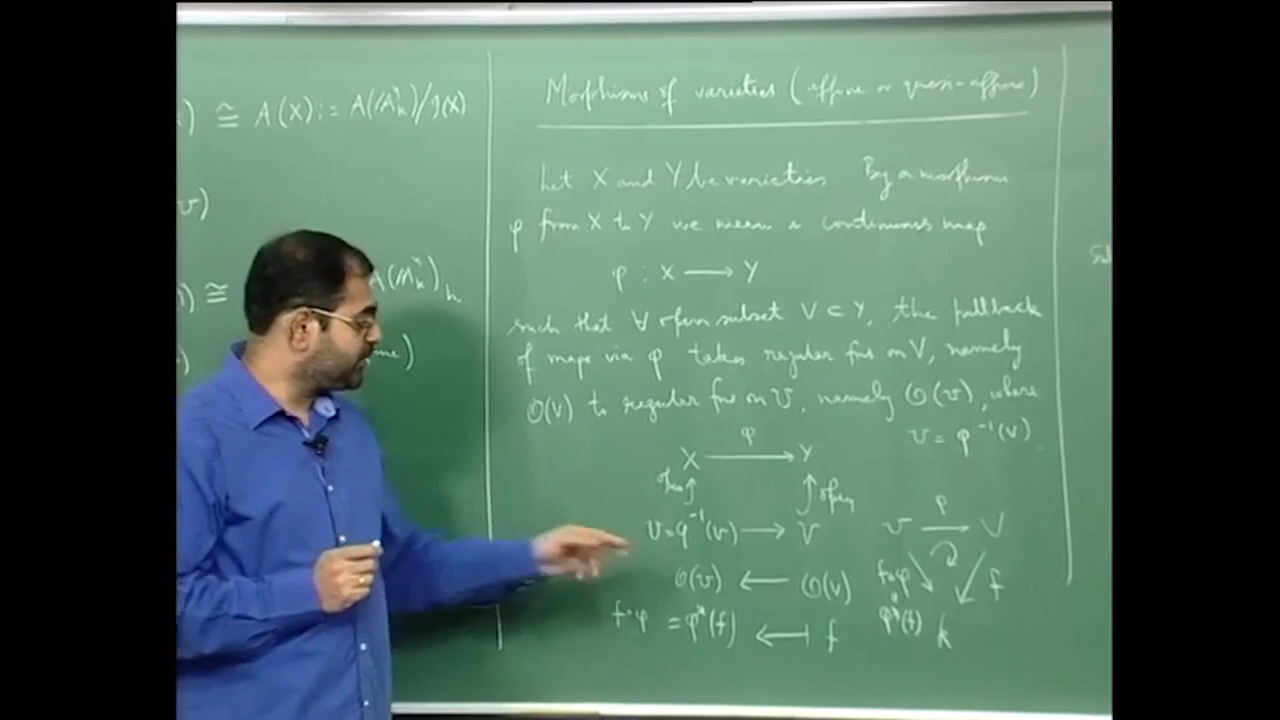 ) ≅ A(X) := A(𝔸ⁿₖ)/𝓘(X)
U)
) ≅ A(𝔸ⁿₖ)ₕ
)
Morphisms of varieties (affine or quasi-affine)
Let X and Y be varieties By a morphism
φ from X to Y we mean a continuous map
φ : X ⟶ Y
such that ∀ open subset V ⊂ Y, the pullback
of maps via φ takes regular fns on V, namely
𝒪(V) to regular fns on U, namely 𝒪(U), where
U = φ⁻¹(V)
X ⟶ Y
φ
open ↑ ↑ open
U = φ⁻¹(V) ⟶ V
𝒪(U) ⟵ 𝒪(V)
f∘φ = φ*(f) ⟻ f
U ⟶ V
φ
f∘φ ↘ ↙ f
φ*(f) k